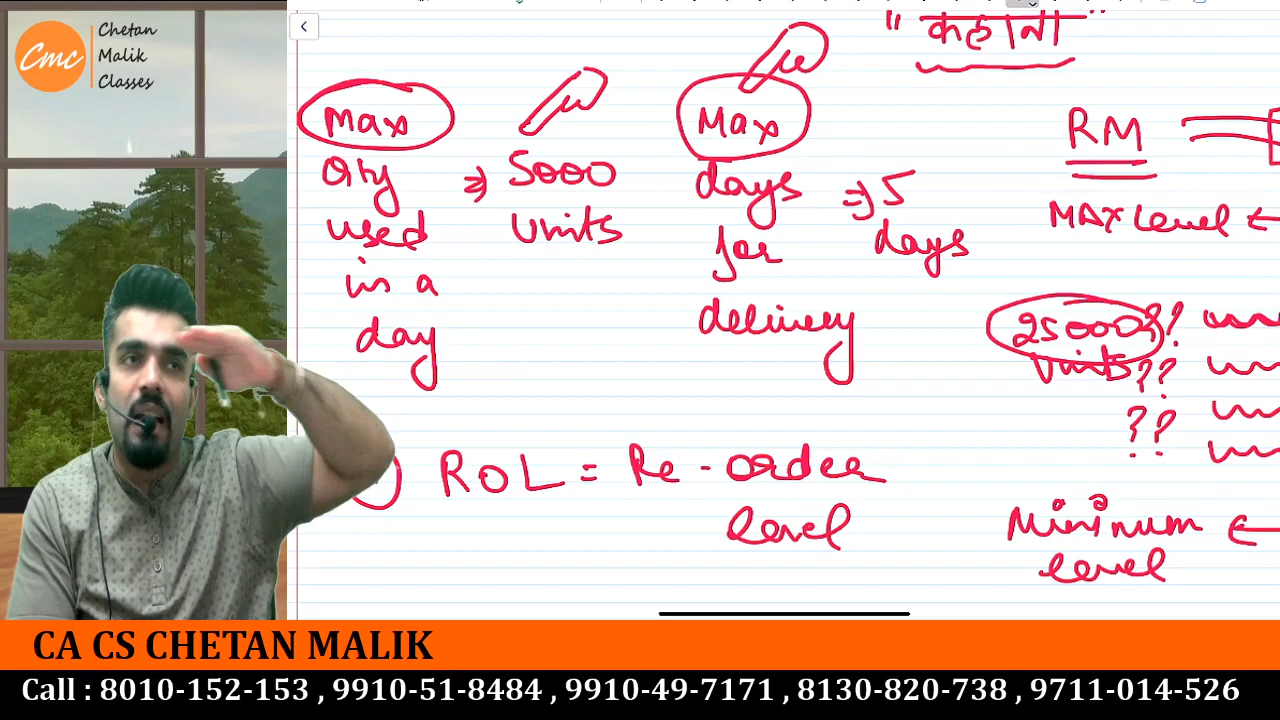 Chetan
Malik
Classes
Cmc
" कहानी "
Max
Qty
used
in a
day
⇒ 5000
Units
Max
days
for
delivery
⇒ 5
days
RM
MAX level ←
25000 ??
Units ??
??
ROL = Re-order
level
Minimum ←
level
CA CS CHETAN MALIK
Call : 8010-152-153 , 9910-51-8484 , 9910-49-7171 , 8130-820-738 , 9711-014-526